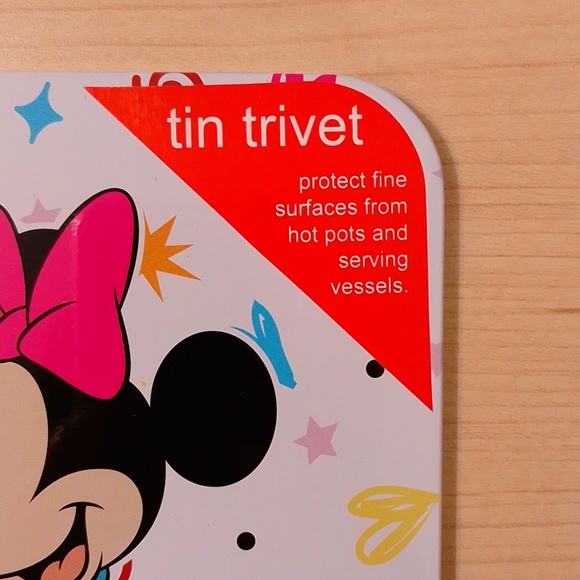 tin trivet
protect fine
surfaces from
hot pots and
serving
vessels.